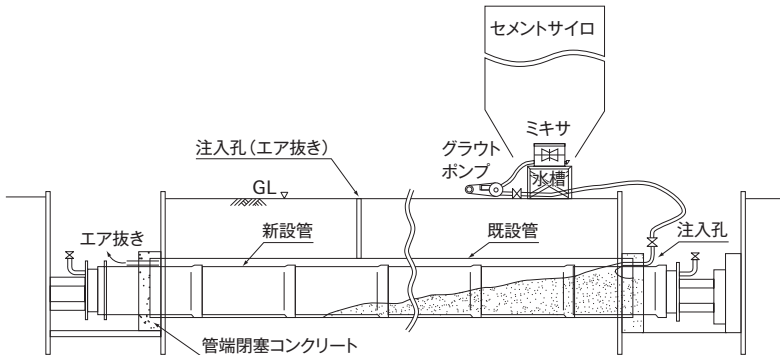 セメントサイロ
ミキサ
グラウト
ポンプ
水槽
注入孔（エア抜き）
GL
エア抜き
新設管
既設管
注入孔
管端閉塞コンクリート